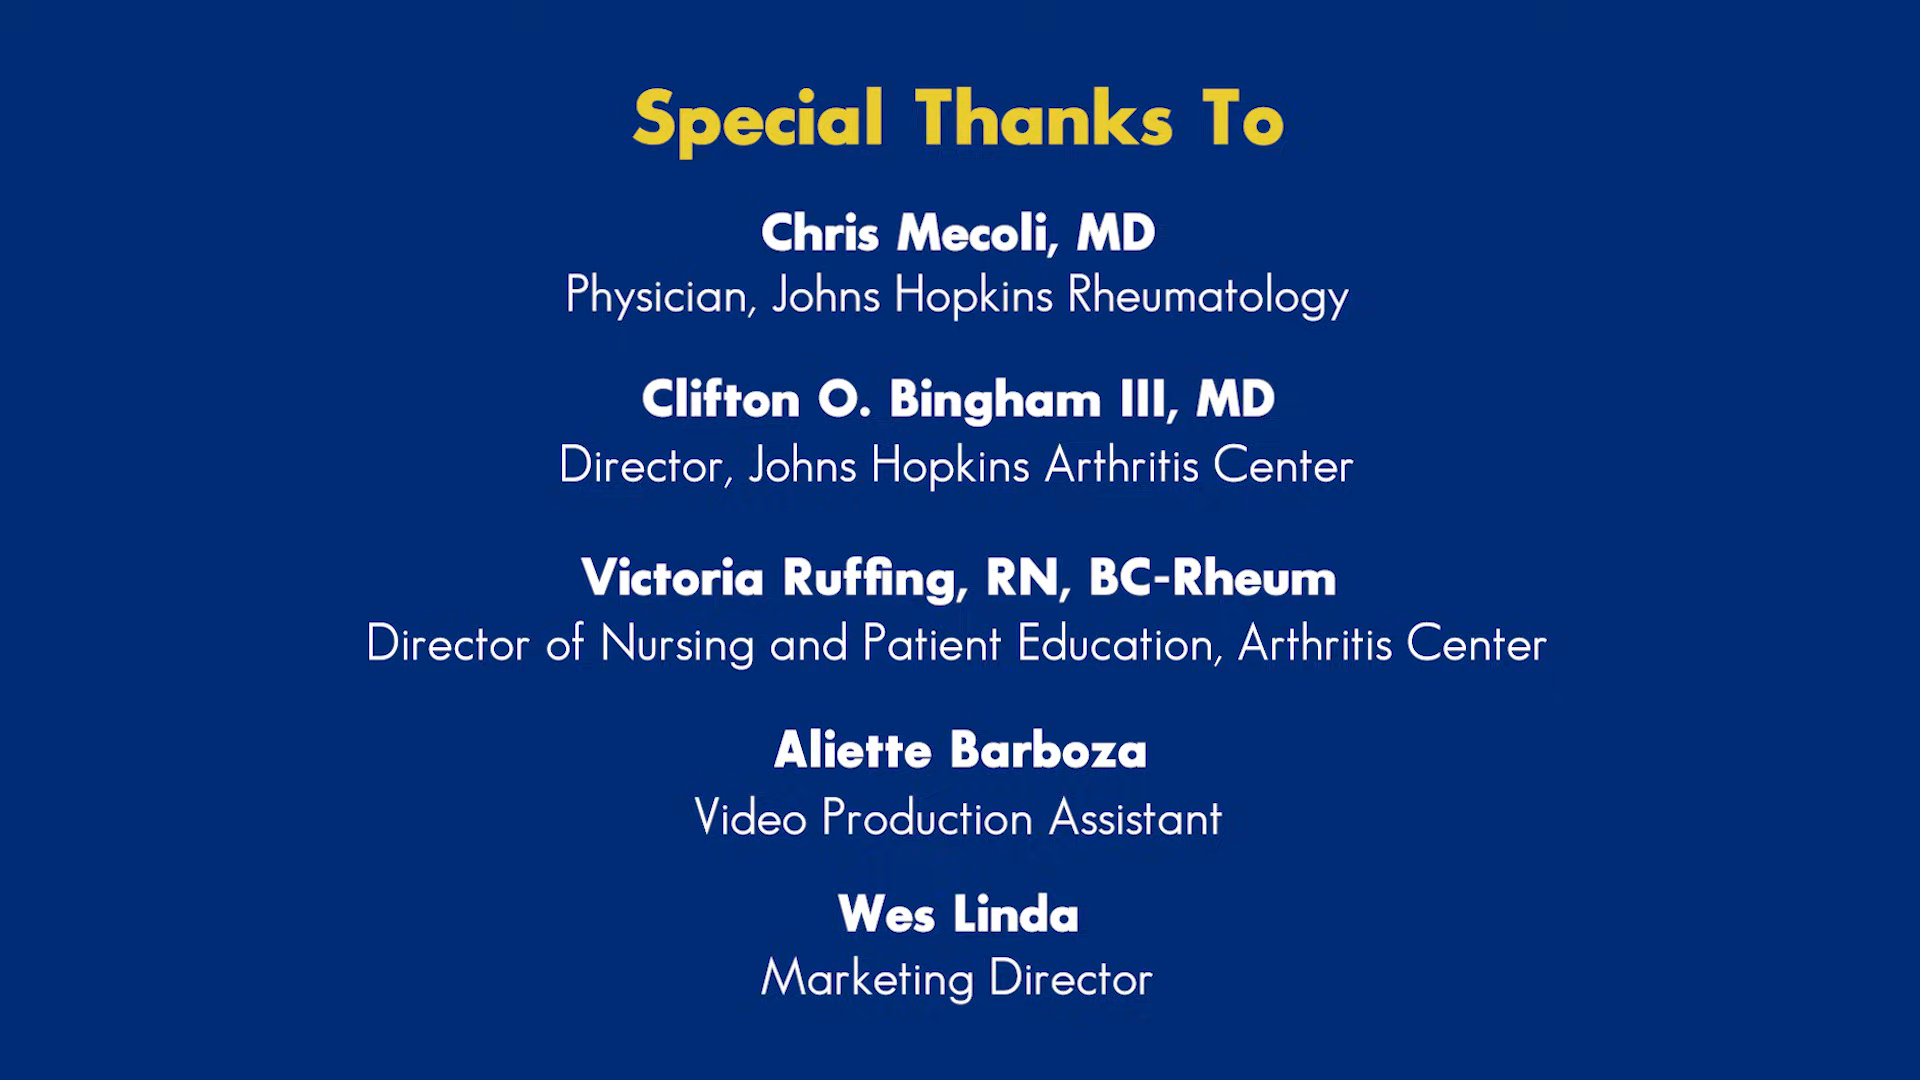 Special Thanks To
Chris Mecoli, MD
Physician, Johns Hopkins Rheumatology
Clifton O. Bingham III, MD
Director, Johns Hopkins Arthritis Center
Victoria Ruffing, RN, BC-Rheum
Director of Nursing and Patient Education, Arthritis Center
Aliette Barboza
Video Production Assistant
Wes Linda
Marketing Director